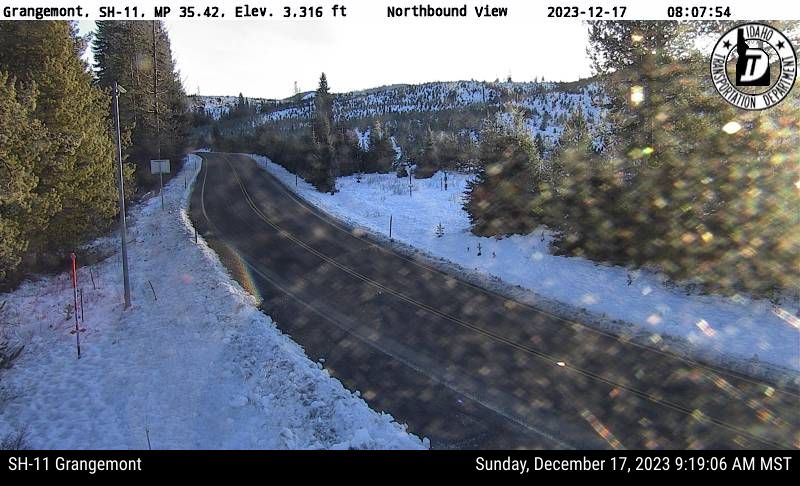 Grangemont, SH-11, MP 35.42, Elev. 3,316 ft Northbound View 2023-12-17 08:07:54
IDAHO
TRANSPORTATION DEPARTMENT
SH-11 Grangemont Sunday, December 17, 2023 9:19:06 AM MST